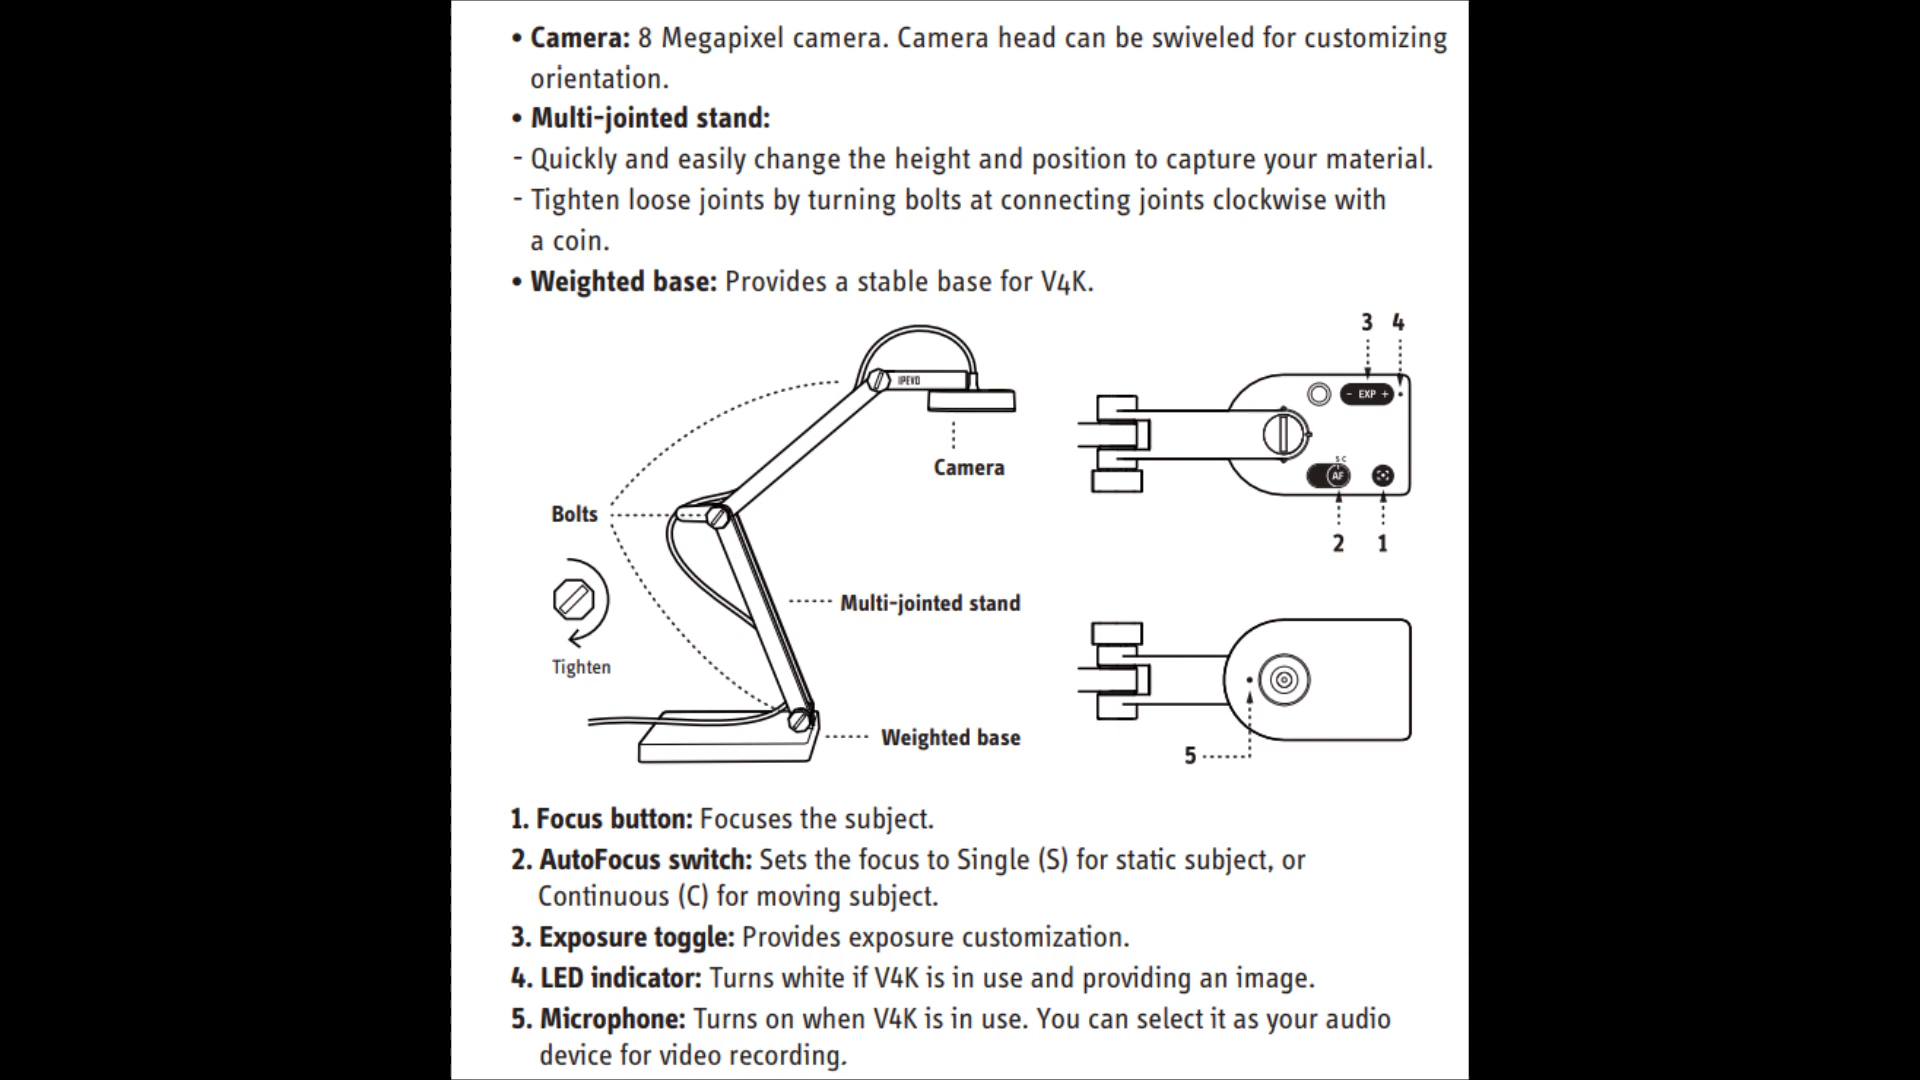 • Camera: 8 Megapixel camera. Camera head can be swiveled for customizing
orientation.
• Multi-jointed stand:
- Quickly and easily change the height and position to capture your material.
- Tighten loose joints by turning bolts at connecting joints clockwise with
a coin.
• Weighted base: Provides a stable base for V4K.
3 4
IPEVO
- EXP +
Camera
S C
AF
Bolts
2 1
Multi-jointed stand
Tighten
Weighted base
5
1. Focus button: Focuses the subject.
2. AutoFocus switch: Sets the focus to Single (S) for static subject, or
Continuous (C) for moving subject.
3. Exposure toggle: Provides exposure customization.
4. LED indicator: Turns white if V4K is in use and providing an image.
5. Microphone: Turns on when V4K is in use. You can select it as your audio
device for video recording.